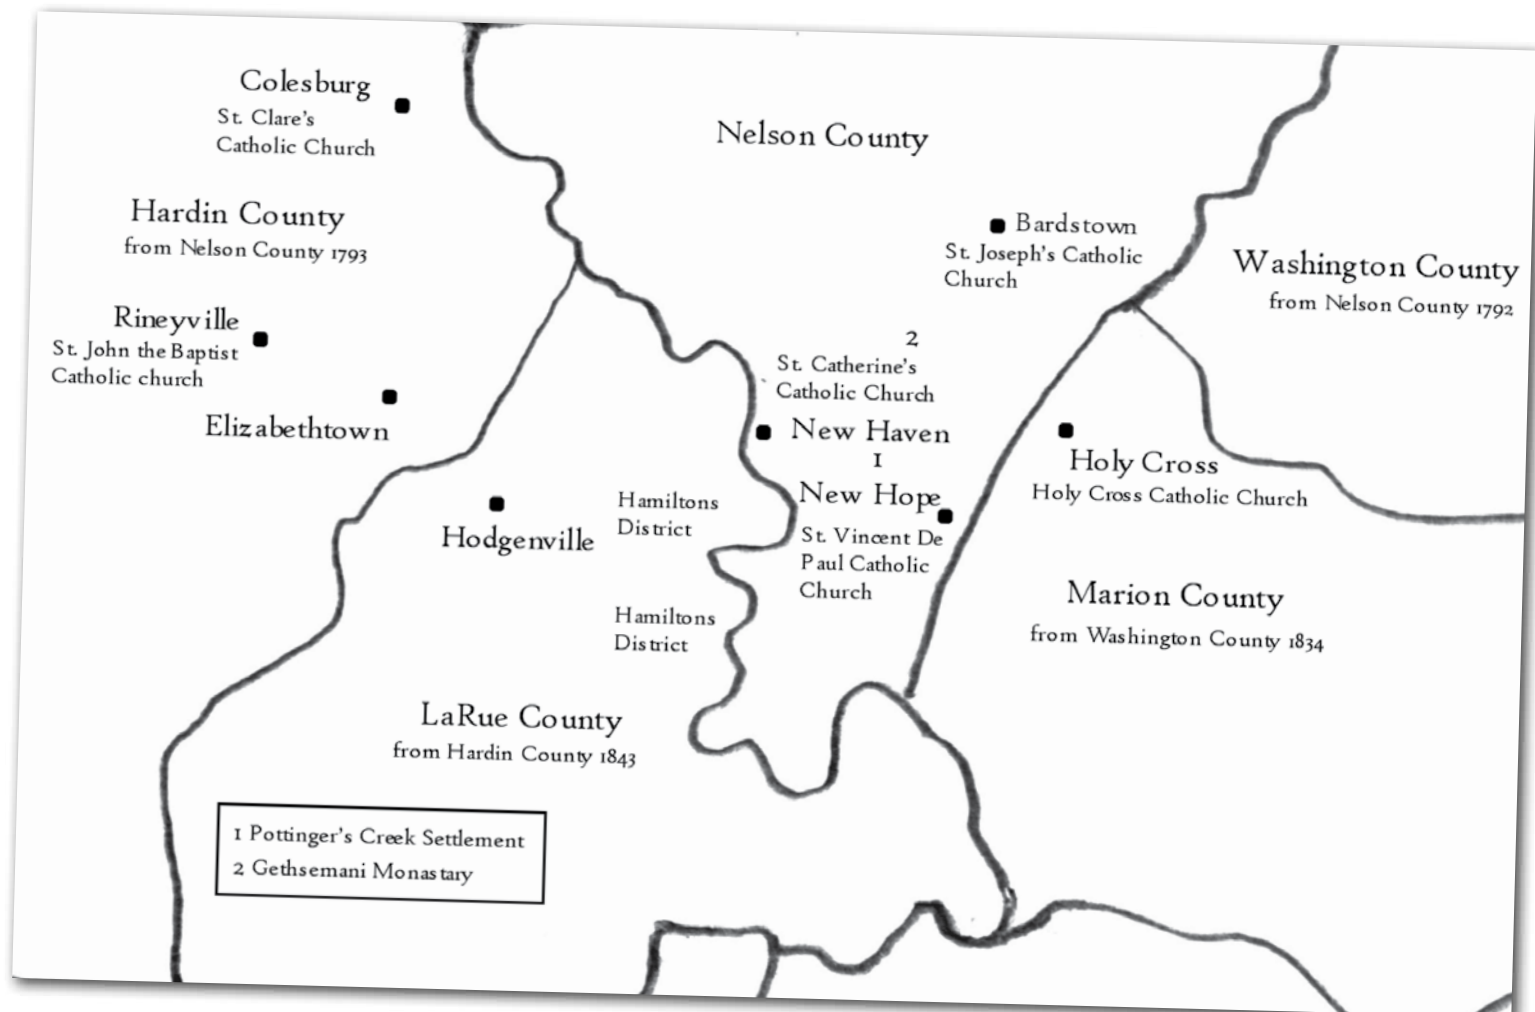 Colesburg
St. Clare's
Catholic Church
Nelson County
Hardin County
from Nelson County 1793
Bardstown
St. Joseph's Catholic
Church
Washington County
from Nelson County 1792
Rineyville
St. John the Baptist
Catholic church
Elizabethtown
2
St. Catherine's
Catholic Church
New Haven
1
New Hope
St. Vincent De
Paul Catholic
Church
Holy Cross
Holy Cross Catholic Church
Hodgenville
Hamiltons
District
Hamiltons
District
Marion County
from Washington County 1834
LaRue County
from Hardin County 1843
1 Pottinger's Creek Settlement
2 Gethsemani Monastary